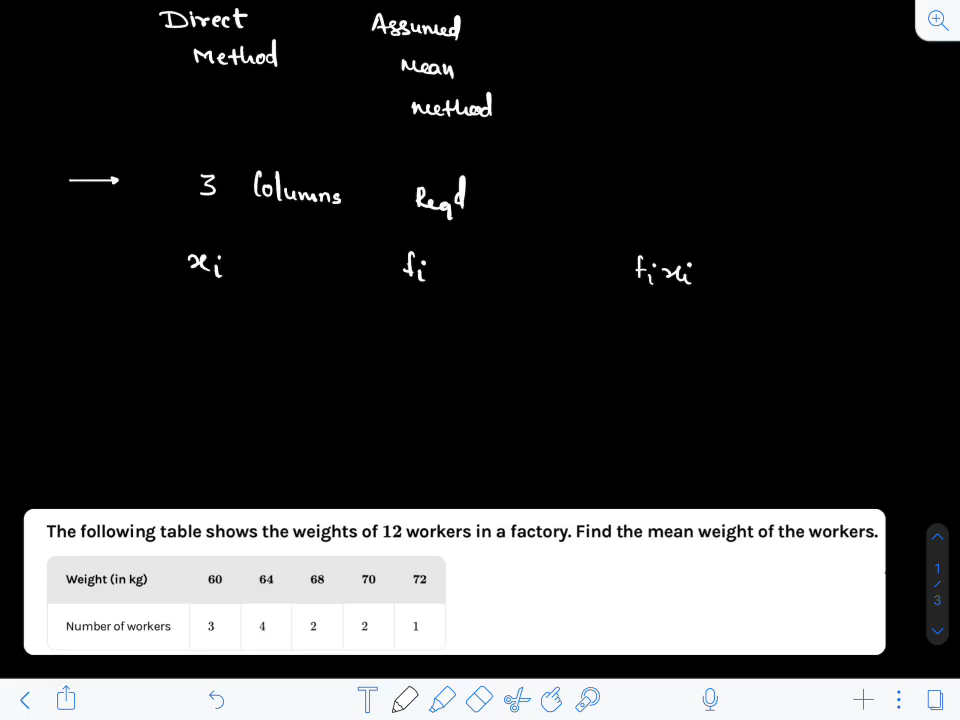 Direct Assumed
Method Mean
method
3 Columns Reqd
xi fi fixi
The following table shows the weights of 12 workers in a factory. Find the mean weight of the workers.
Weight (in kg) 60 64 68 70 72
Number of workers 3 4 2 2 1
T
1
/
3